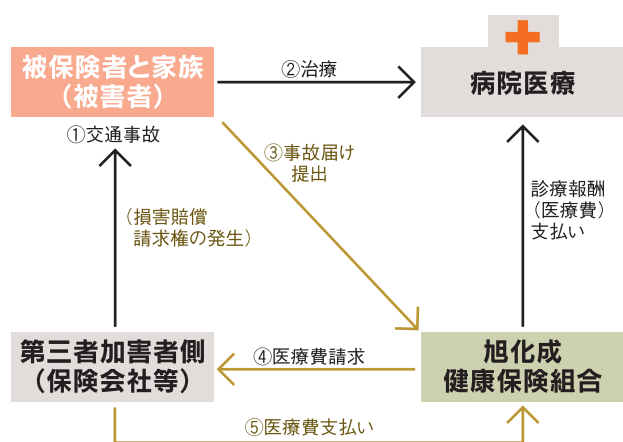 被保険者と家族
（被害者）
②治療
病院医療
①交通事故
③事故届け
提出
（損害賠償
請求権の発生）
診療報酬
（医療費）
支払い
第三者加害者側
（保険会社等）
④医療費請求
旭化成
健康保険組合
⑤医療費支払い